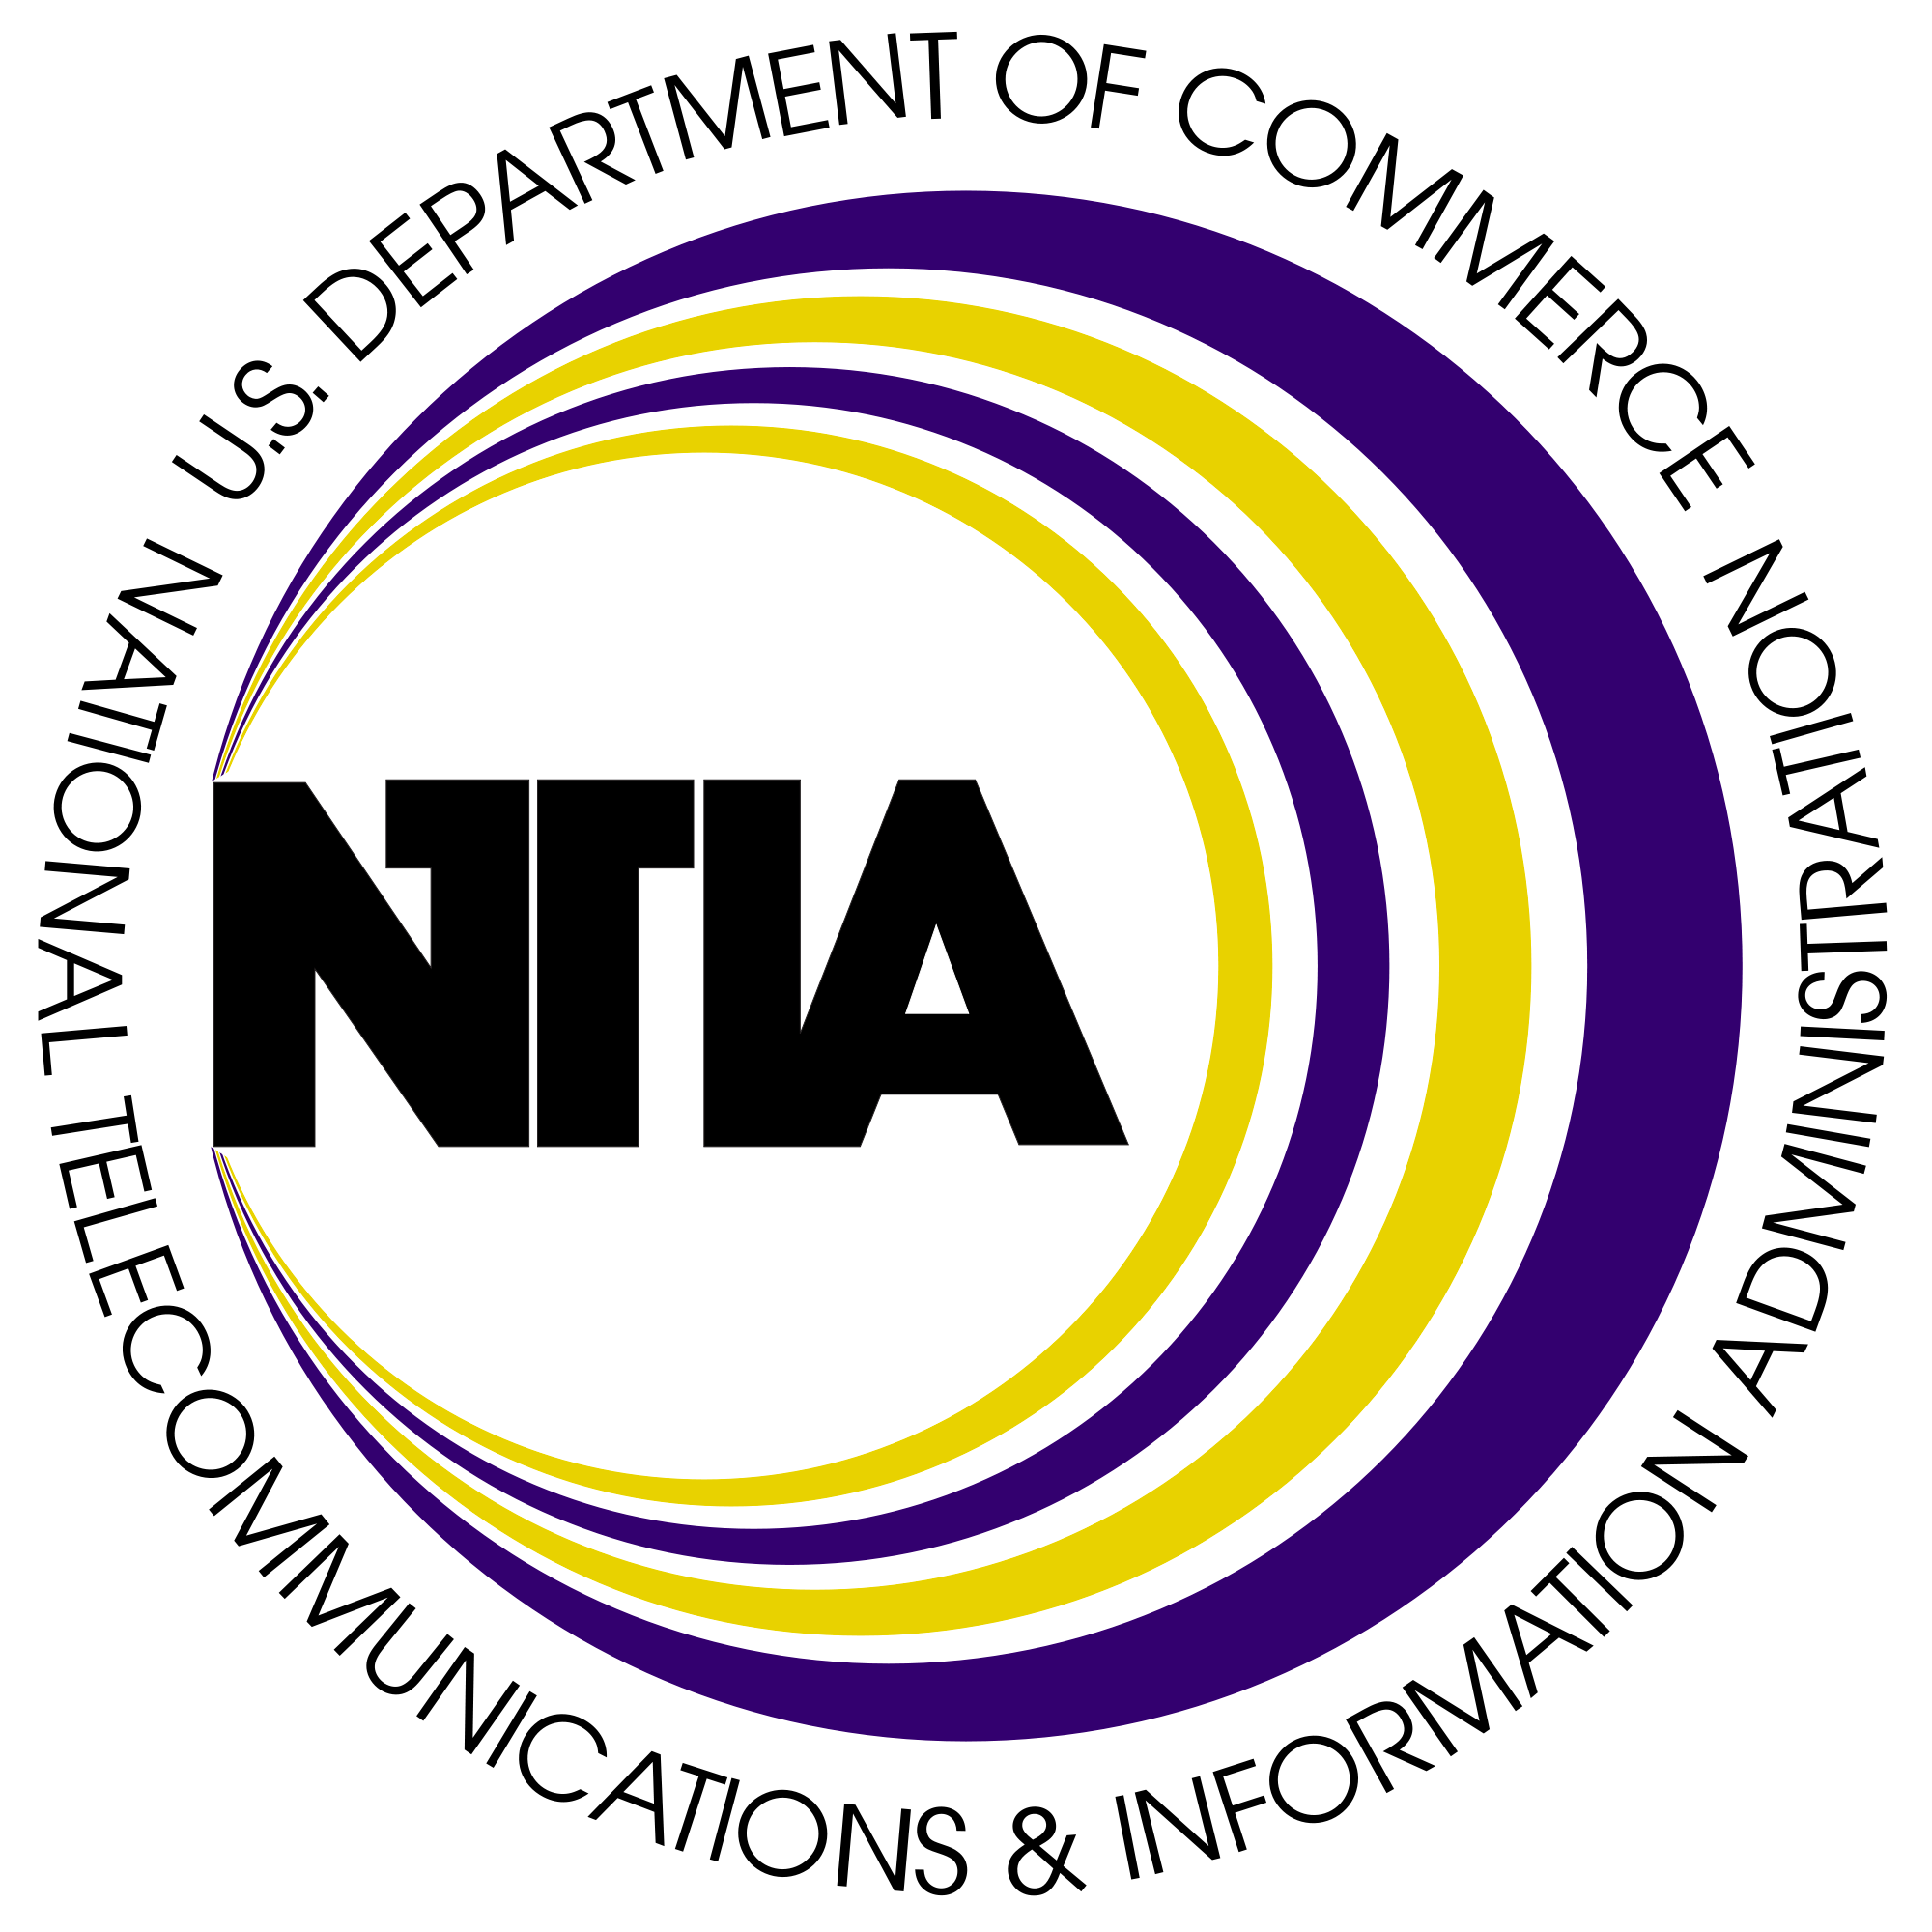 U.S. DEPARTMENT OF COMMERCE
NTIA
NATIONAL TELECOMMUNICATIONS & INFORMATION ADMINISTRATION